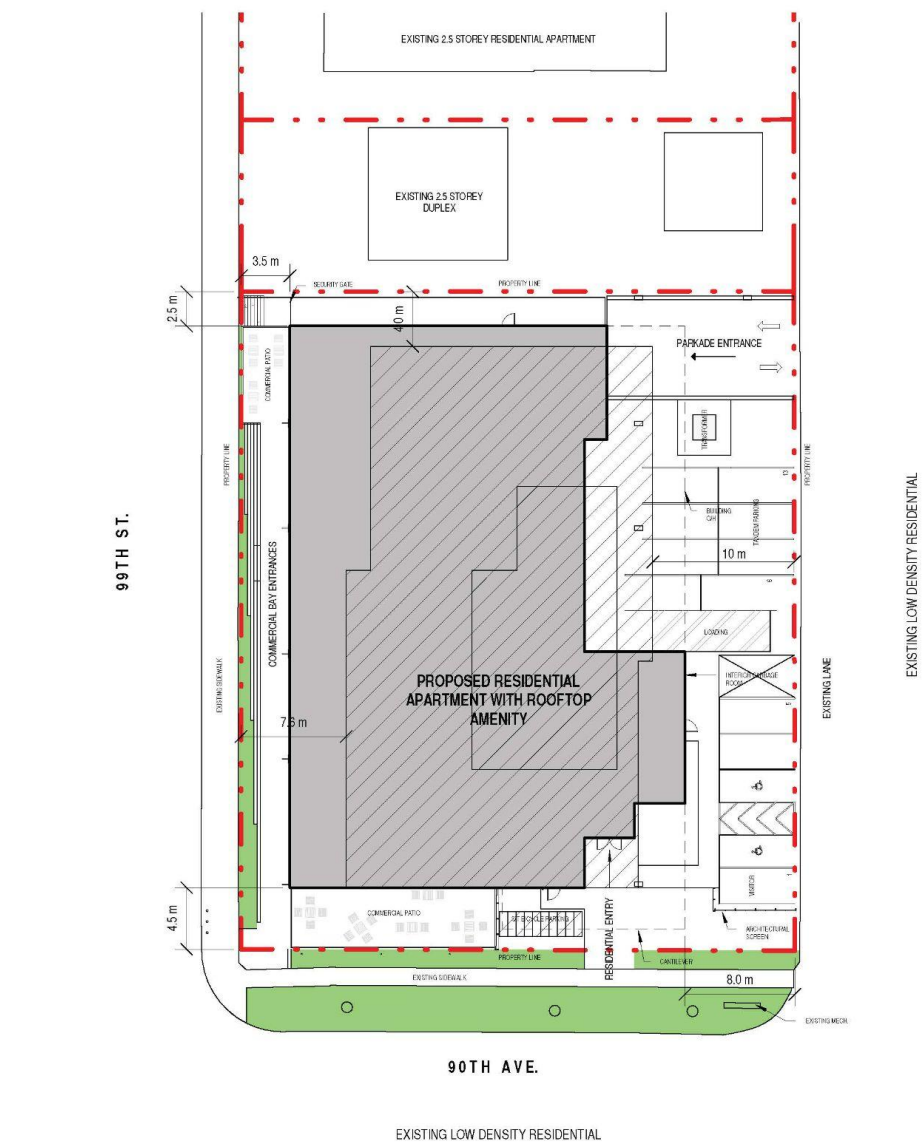 EXISTING 2.5 STOREY RESIDENTIAL APARTMENT
EXISTING 2.5 STOREY
DUPLEX
3.5 m
SECURITY GATE
PROPERTY LINE
2.5 m
4.0 m
PARKADE ENTRANCE
COMMERCIAL PATIO
TRANSFORMER
PROPERTY LINE
PROPERTY LINE
13
BUILDING
O/H
TANDEM PARKING
10 m
99TH ST.
COMMERCIAL BAY ENTRANCES
6
LOADING
EXISTING LOW DENSITY RESIDENTIAL
EXISTING SIDEWALK
PROPOSED RESIDENTIAL
APARTMENT WITH ROOFTOP
AMENITY
INTERIOR GARBAGE
ROOM
EXISTING LANE
5
7.6 m
VISITOR
1
4.5 m
COMMERCIAL PATIO
BICYCLE PARKING
RESIDENTIAL ENTRY
ARCHITECTURAL
SCREEN
PROPERTY LINE
CANTILEVER
EXISTING SIDEWALK
8.0 m
EXISTING MECH.
90TH AVE.
EXISTING LOW DENSITY RESIDENTIAL